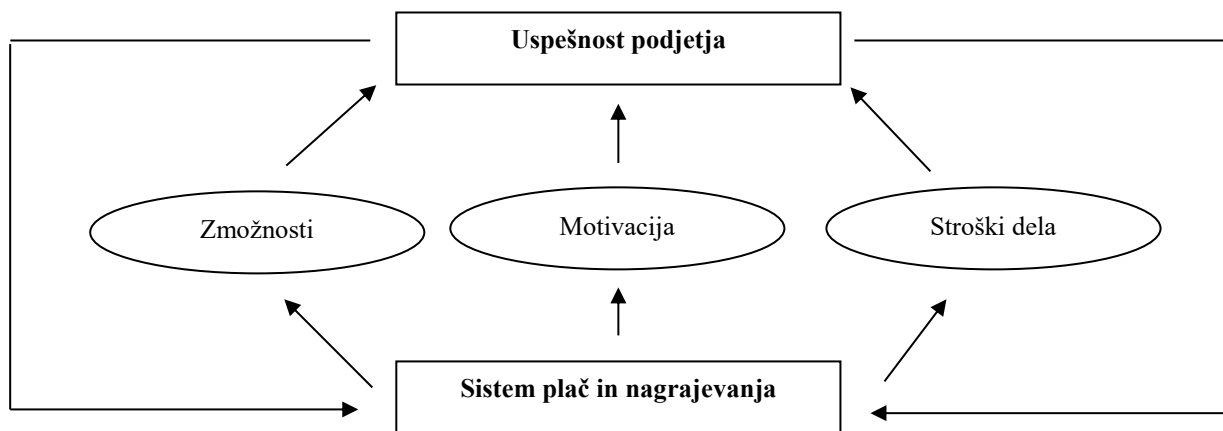 Uspešnost podjetja
Zmožnosti
Motivacija
Stroški dela
Sistem plač in nagrajevanja